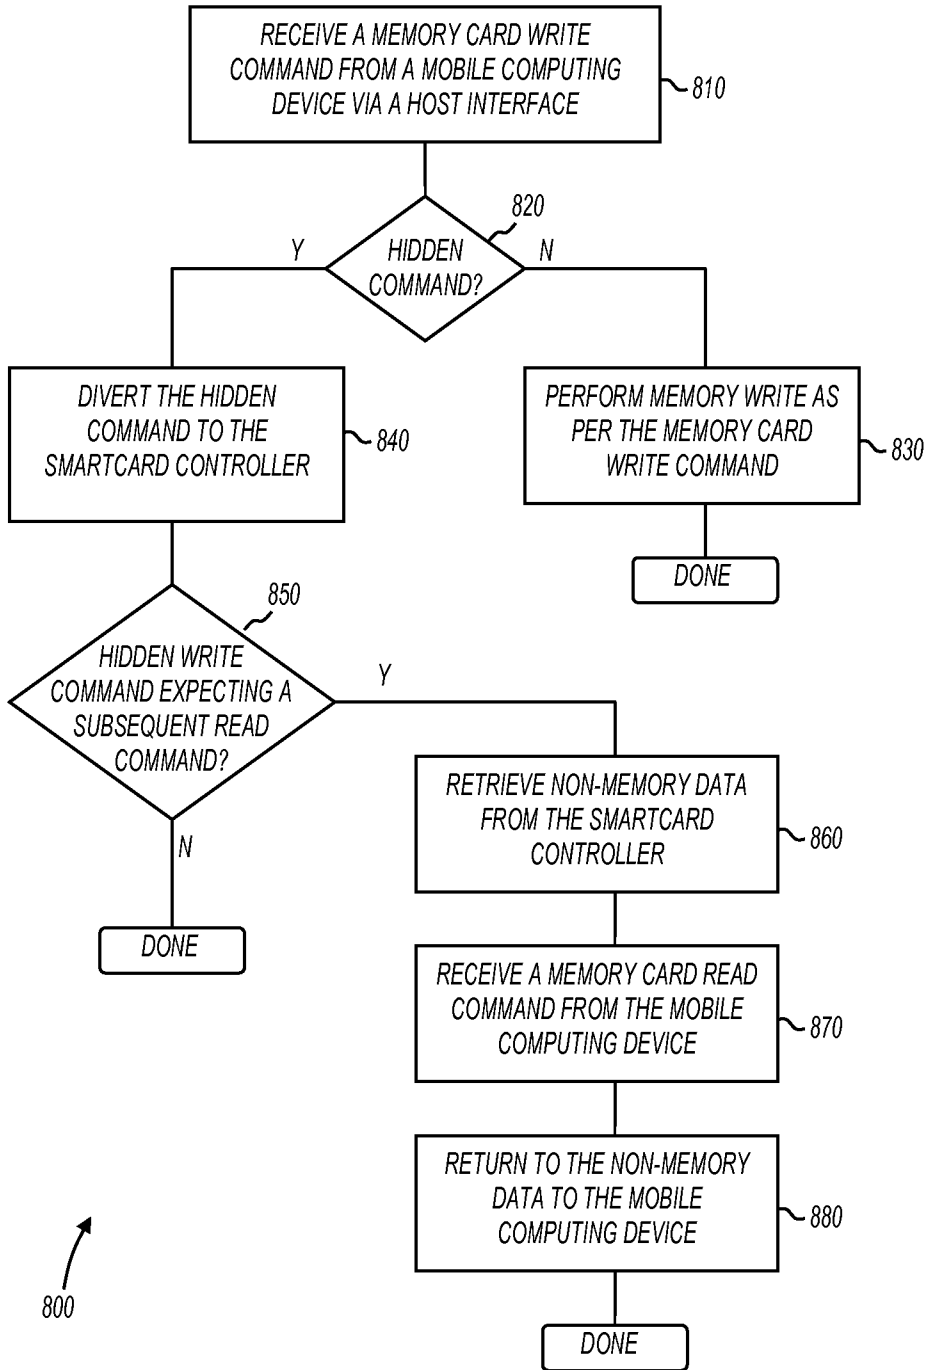 RECEIVE A MEMORY CARD WRITE
COMMAND FROM A MOBILE COMPUTING
DEVICE VIA A HOST INTERFACE
810
820
HIDDEN
COMMAND?
Y
N
DIVERT THE HIDDEN
COMMAND TO THE
SMARTCARD CONTROLLER
840
PERFORM MEMORY WRITE AS
PER THE MEMORY CARD
WRITE COMMAND
830
DONE
850
HIDDEN WRITE
COMMAND EXPECTING A
SUBSEQUENT READ
COMMAND?
Y
N
DONE
RETRIEVE NON-MEMORY DATA
FROM THE SMARTCARD
CONTROLLER
860
RECEIVE A MEMORY CARD READ
COMMAND FROM THE MOBILE
COMPUTING DEVICE
870
RETURN TO THE NON-MEMORY
DATA TO THE MOBILE
COMPUTING DEVICE
880
DONE
800